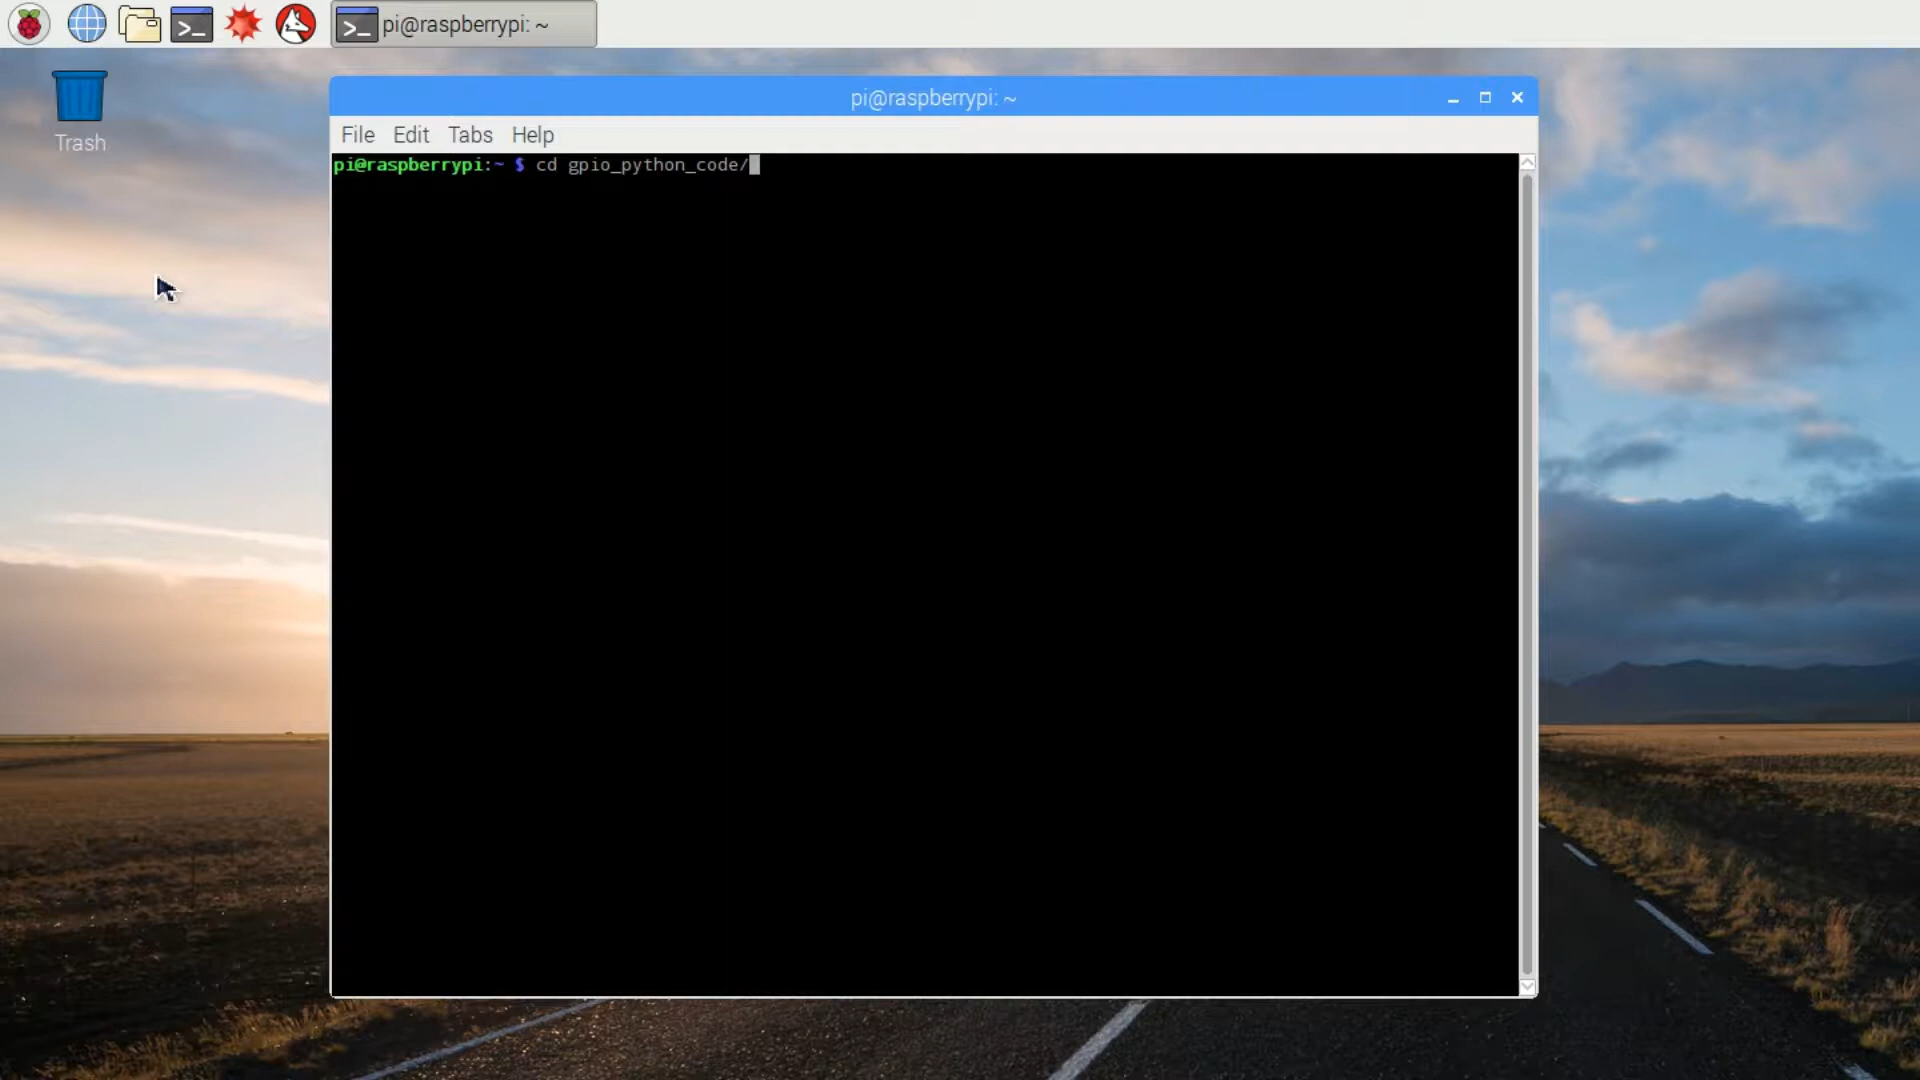 pi@raspberrypi: ~
Trash
pi@raspberrypi: ~
File Edit Tabs Help
pi@raspberrypi:~ $ cd gpio_python_code/